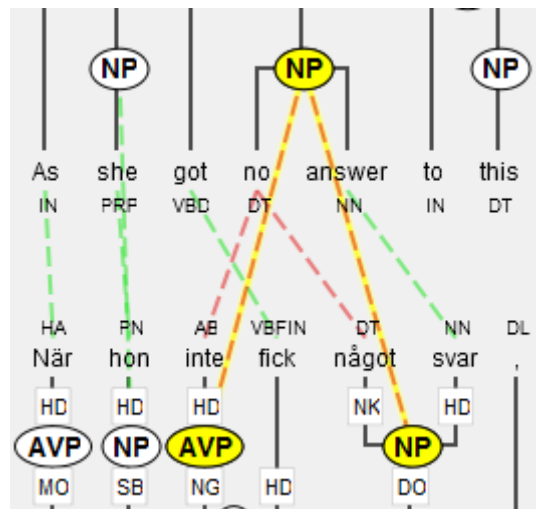 NP NP NP
As she got no answer to this
IN PRP VBD DT NN IN DT
HA PN AB VBFIN DT NN DL
När hon inte fick något svar ,
HD HD HD NK HD
AVP NP AVP NP
MO SB NG HD DO